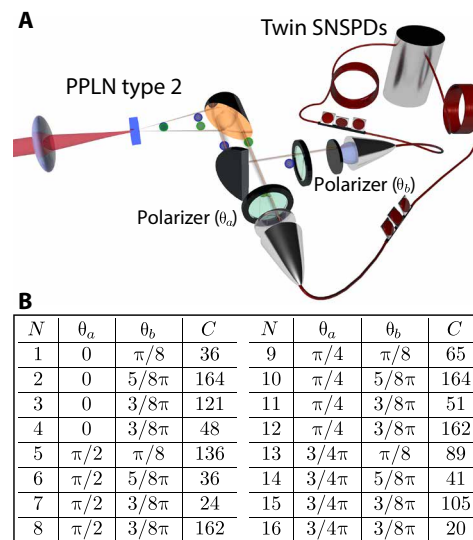 A
Twin SNSPDs
PPLN type 2
Polarizer (θb)
Polarizer (θa)
B
N θa θb C N θa θb C
1 0 π/8 36 9 π/4 π/8 65
2 0 5/8π 164 10 π/4 5/8π 164
3 0 3/8π 121 11 π/4 3/8π 51
4 0 3/8π 48 12 π/4 3/8π 162
5 π/2 π/8 136 13 3/4π π/8 89
6 π/2 5/8π 36 14 3/4π 5/8π 41
7 π/2 3/8π 24 15 3/4π 3/8π 105
8 π/2 3/8π 162 16 3/4π 3/8π 20